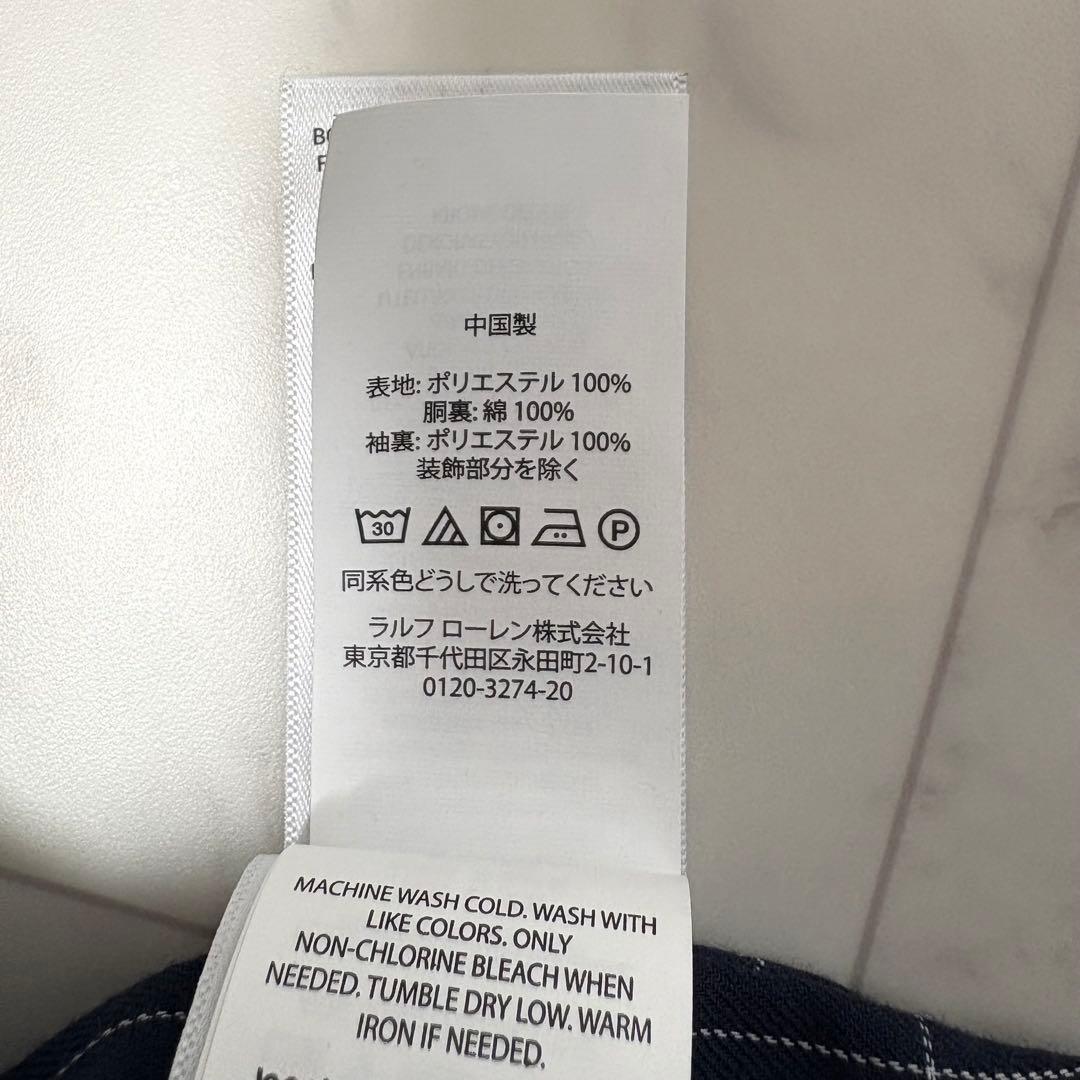 中国製
表地: ポリエステル 100%
胴裏: 綿 100%
袖裏: ポリエステル 100%
装飾部分を除く
30 P
同系色どうしで洗ってください
ラルフ ローレン株式会社
東京都千代田区永田町2-10-1
0120-3274-20
MACHINE WASH COLD. WASH WITH
LIKE COLORS. ONLY
NON-CHLORINE BLEACH WHEN
NEEDED. TUMBLE DRY LOW. WARM
IRON IF NEEDED.